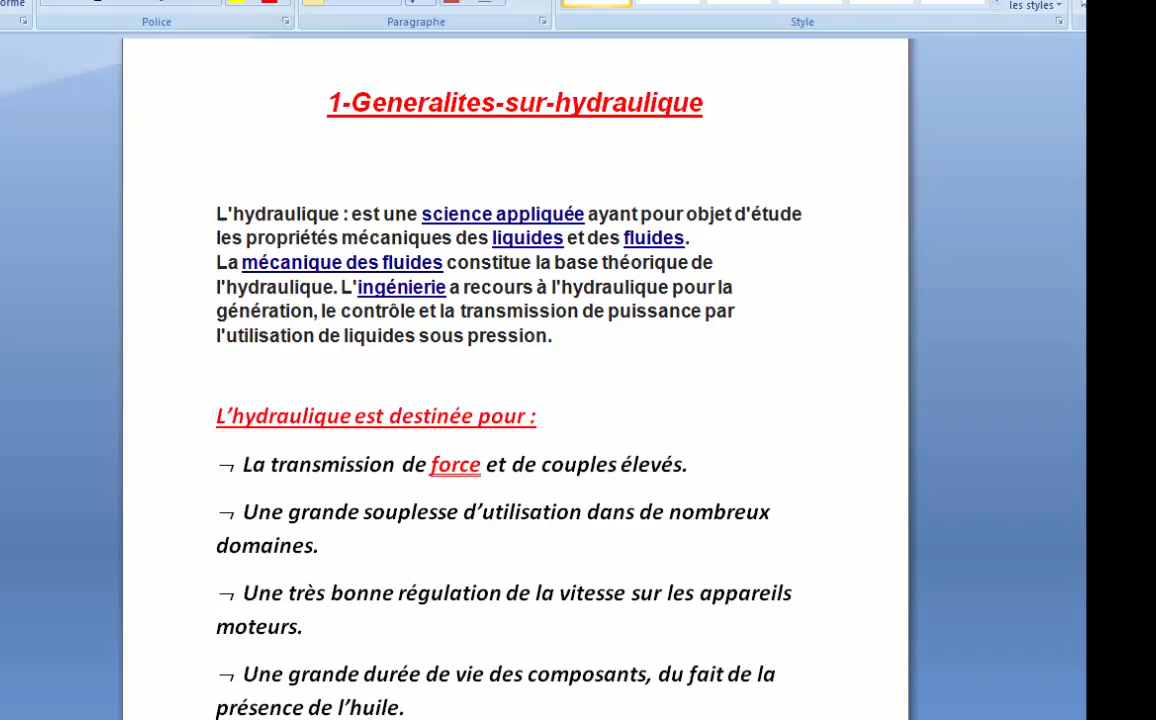 orme
les styles
Police
Paragraphe
Style
1-Generalites-sur-hydraulique
L'hydraulique : est une science appliquée ayant pour objet d'étude
les propriétés mécaniques des liquides et des fluides.
La mécanique des fluides constitue la base théorique de
l'hydraulique. L'ingénierie a recours à l'hydraulique pour la
génération, le contrôle et la transmission de puissance par
l'utilisation de liquides sous pression.
L’hydraulique est destinée pour :
¬ La transmission de force et de couples élevés.
¬ Une grande souplesse d’utilisation dans de nombreux
domaines.
¬ Une très bonne régulation de la vitesse sur les appareils
moteurs.
¬ Une grande durée de vie des composants, du fait de la
présence de l’huile.